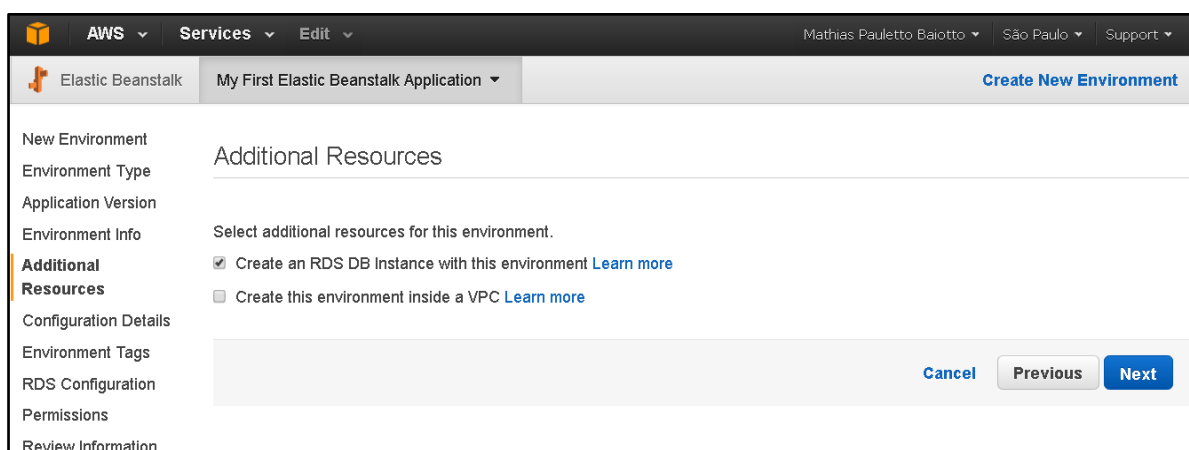 AWS Services Edit Mathias Pauletto Baiotto São Paulo Support
Elastic Beanstalk My First Elastic Beanstalk Application Create New Environment
New Environment
Environment Type
Application Version
Environment Info
Additional
Resources
Configuration Details
Environment Tags
RDS Configuration
Permissions
Review Information
Additional Resources
Select additional resources for this environment.
Create an RDS DB Instance with this environment Learn more
Create this environment inside a VPC Learn more
Cancel Previous Next